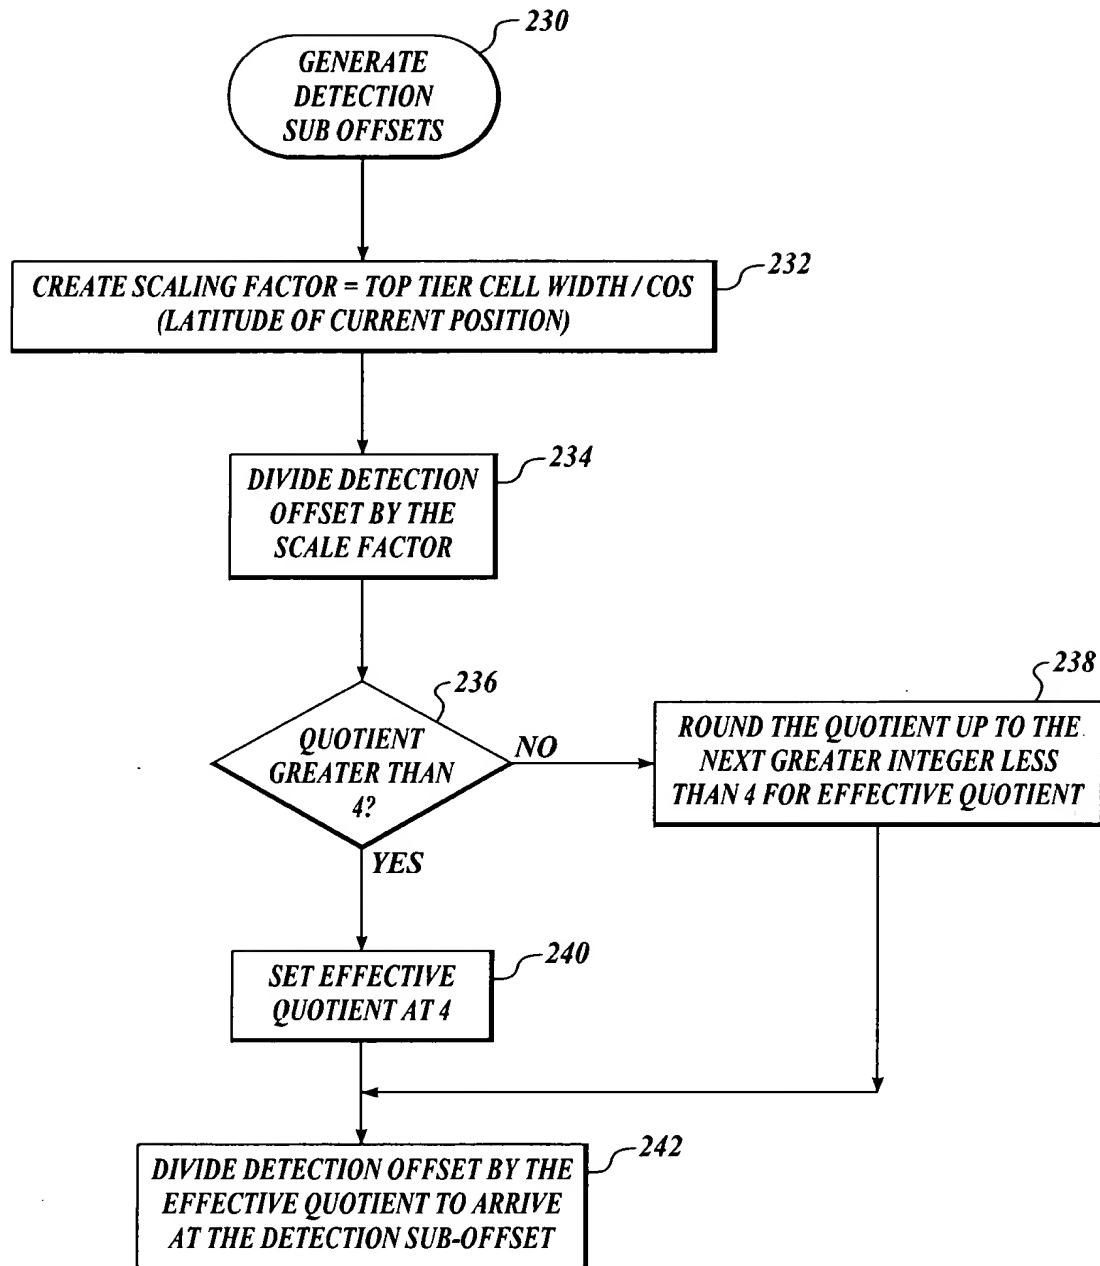 230
GENERATE
DETECTION
SUB OFFSETS
232
CREATE SCALING FACTOR = TOP TIER CELL WIDTH / COS
(LATITUDE OF CURRENT POSITION)
234
DIVIDE DETECTION
OFFSET BY THE
SCALE FACTOR
236
QUOTIENT
GREATER THAN
4?
NO
238
ROUND THE QUOTIENT UP TO THE
NEXT GREATER INTEGER LESS
THAN 4 FOR EFFECTIVE QUOTIENT
YES
240
SET EFFECTIVE
QUOTIENT AT 4
242
DIVIDE DETECTION OFFSET BY THE
EFFECTIVE QUOTIENT TO ARRIVE
AT THE DETECTION SUB-OFFSET